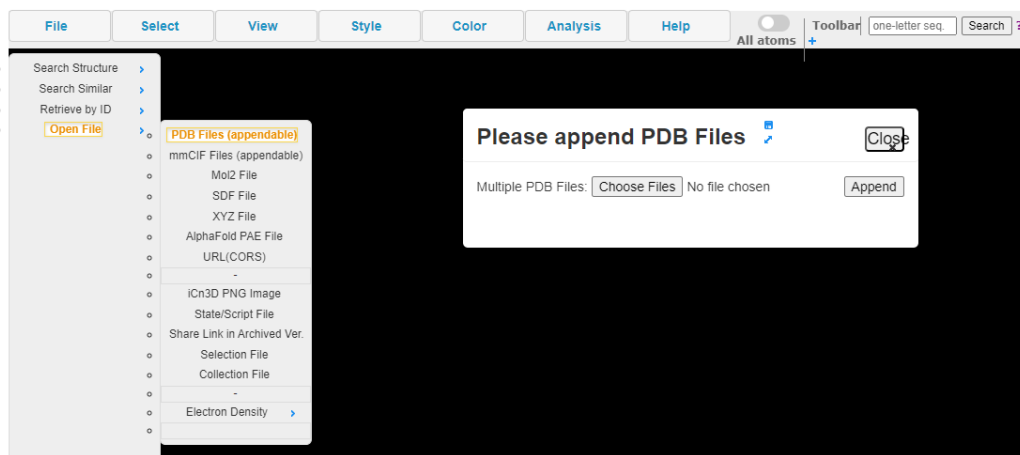 File Select View Style Color Analysis Help All atoms Toolbar one-letter seq. Search ?
+
Search Structure
Search Similar
Retrieve by ID
Open File
PDB Files (appendable)
mmCIF Files (appendable)
Mol2 File
SDF File
XYZ File
AlphaFold PAE File
URL(CORS)
-
iCn3D PNG Image
State/Script File
Share Link in Archived Ver.
Selection File
Collection File
-
Electron Density
Please append PDB Files Close
Multiple PDB Files: Choose Files No file chosen Append